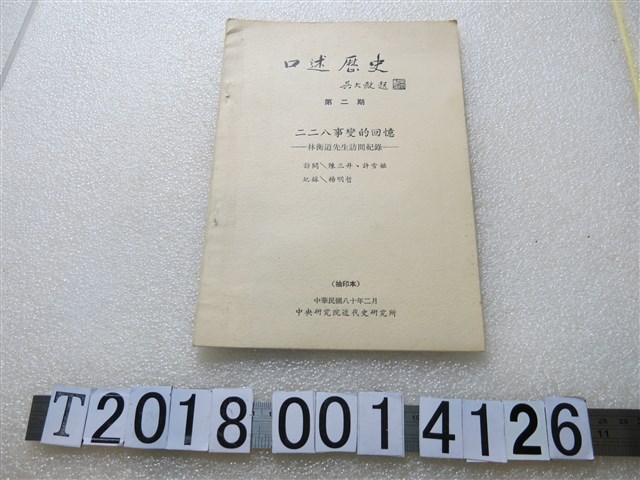 口述歷史
吳大猷題
第二期
二二八事變的回憶
——林衡道先生訪問紀錄——
訪問＼陳三井、許雪姬
紀錄＼楊明哲
（抽印本）
中華民國八十年二月
中央研究院近代史研究所
T2018 0014126
11